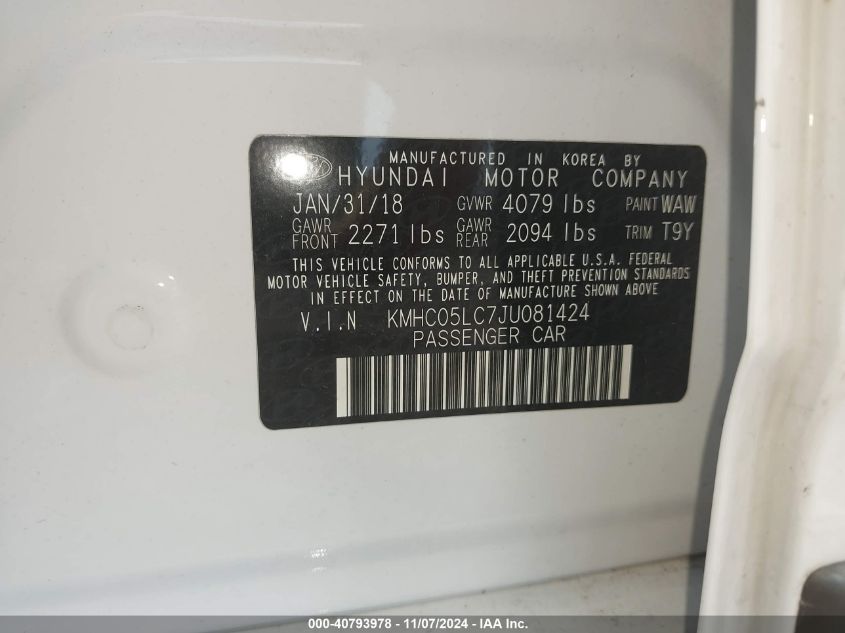 MANUFACTURED IN KOREA BY
HYUNDAI MOTOR COMPANY
JAN/31/18 GVWR 4079 lbs PAINT WAW
GAWR FRONT 2271 lbs GAWR REAR 2094 lbs TRIM T9Y
THIS VEHICLE CONFORMS TO ALL APPLICABLE U.S.A. FEDERAL
MOTOR VEHICLE SAFETY, BUMPER, AND THEFT PREVENTION STANDARDS
IN EFFECT ON THE DATE OF MANUFACTURE SHOWN ABOVE
V.I.N KMHC05LC7JU081424
PASSENGER CAR
000-40793978 - 11/07/2024 - IAA Inc.